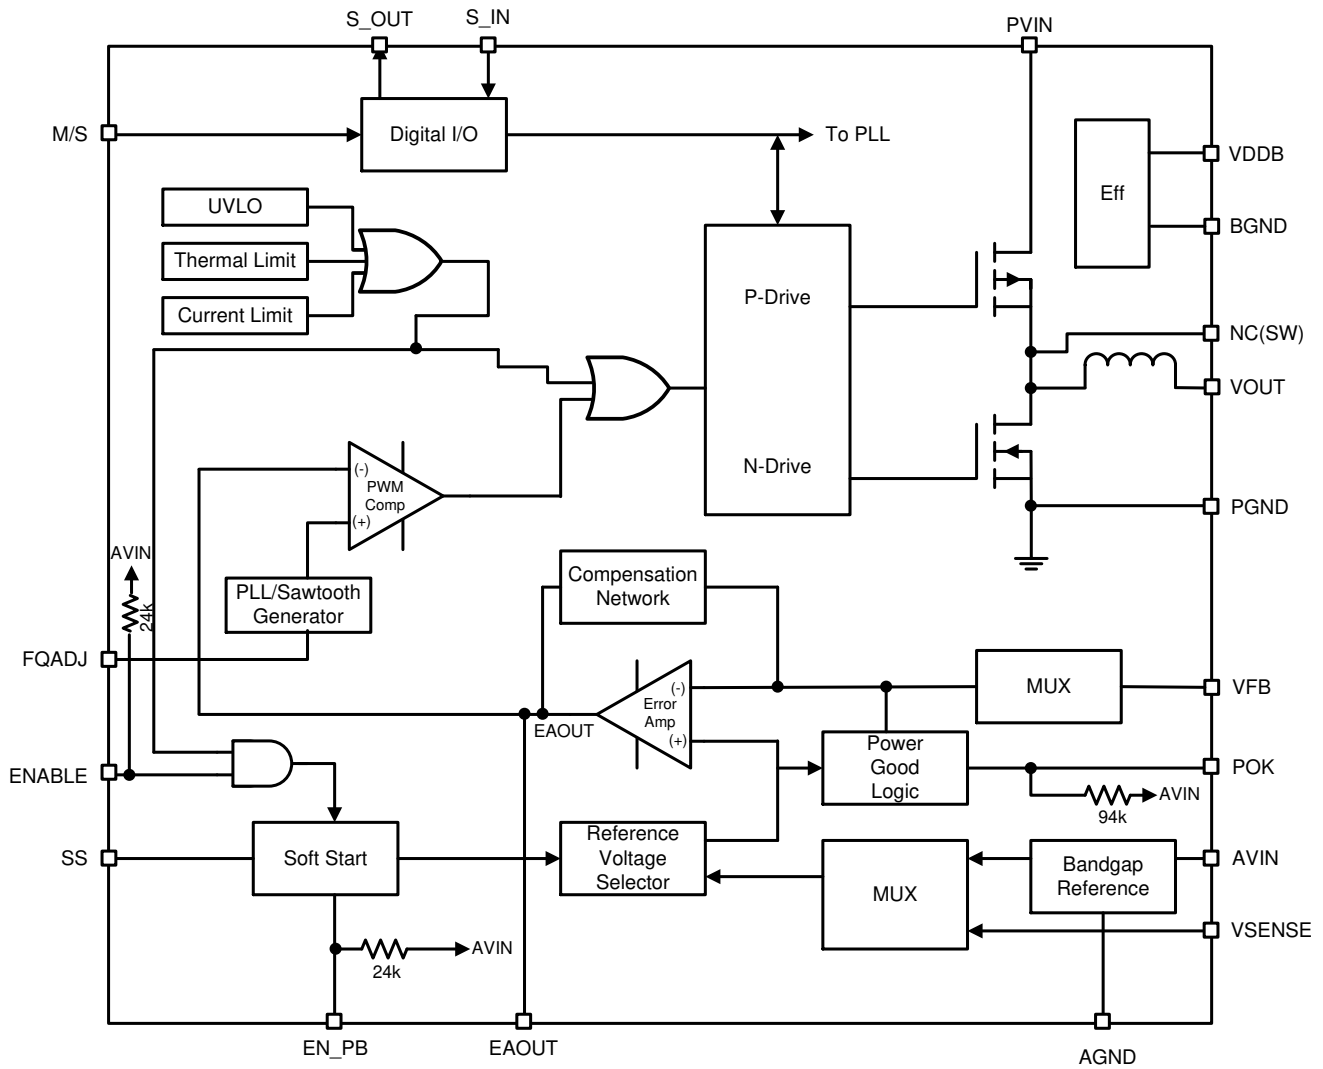 S_OUT
S_IN
PVIN
M/S
Digital I/O
To PLL
VDDB
Eff
UVLO
BGND
Thermal Limit
P-Drive
Current Limit
NC(SW)
VOUT
(-)
PWM
Comp
(+)
N-Drive
PGND
AVIN
24k
PLL/Sawtooth
Generator
Compensation
Network
FQADJ
(-)
Error
Amp
(+)
MUX
VFB
EAOUT
Power
Good
Logic
ENABLE
POK
AVIN
94k
SS
Soft Start
Reference
Voltage
Selector
MUX
Bandgap
Reference
AVIN
VSENSE
AVIN
24k
EN_PB
EAOUT
AGND